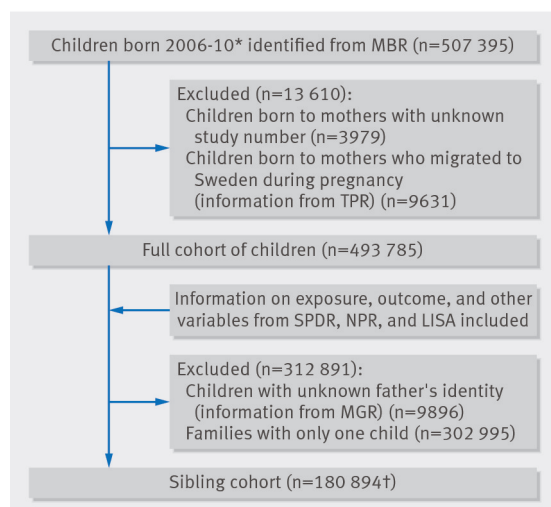 Children born 2006-10* identified from MBR (n=507 395)
Excluded (n=13 610):
Children born to mothers with unknown
study number (n=3979)
Children born to mothers who migrated to
Sweden during pregnancy
(information from TPR) (n=9631)
Full cohort of children (n=493 785)
Information on exposure, outcome, and other
variables from SPDR, NPR, and LISA included
Excluded (n=312 891):
Children with unknown father's identity
(information from MGR) (n=9896)
Families with only one child (n=302 995)
Sibling cohort (n=180 894†)